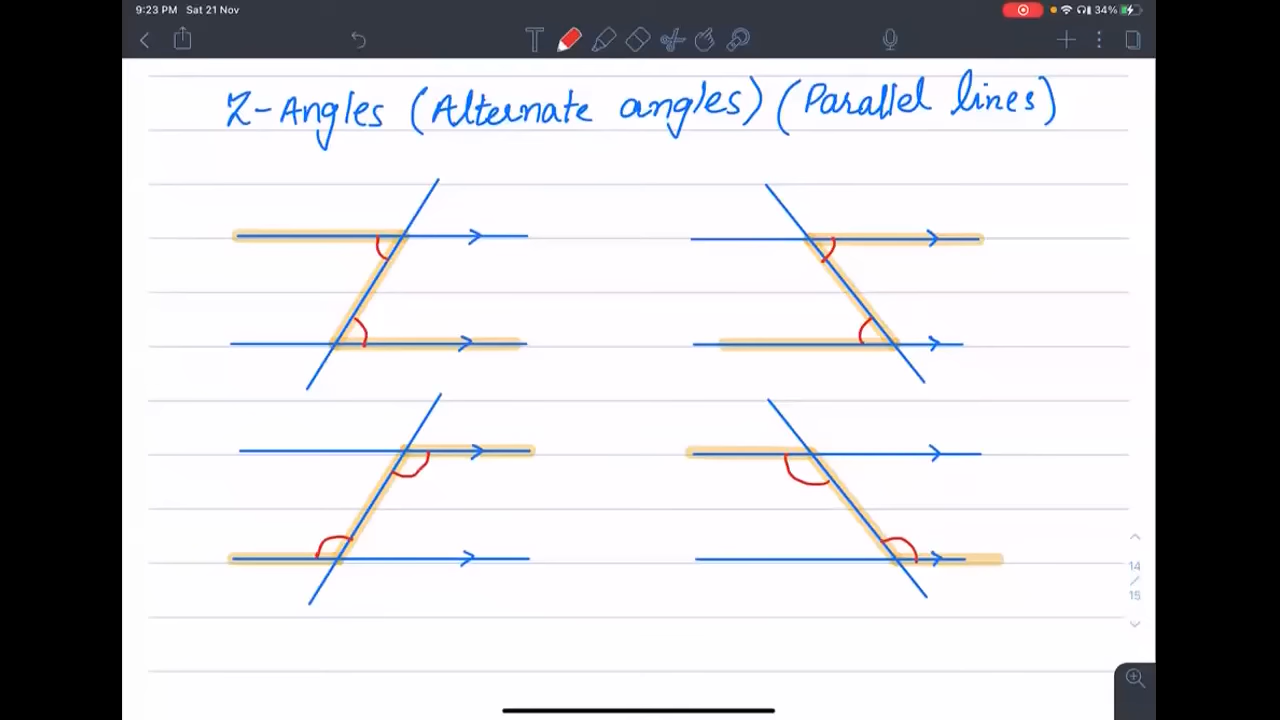 9:23 PM Sat 21 Nov
34%
T
Z-Angles (Alternate angles) (Parallel lines)
14
/
15